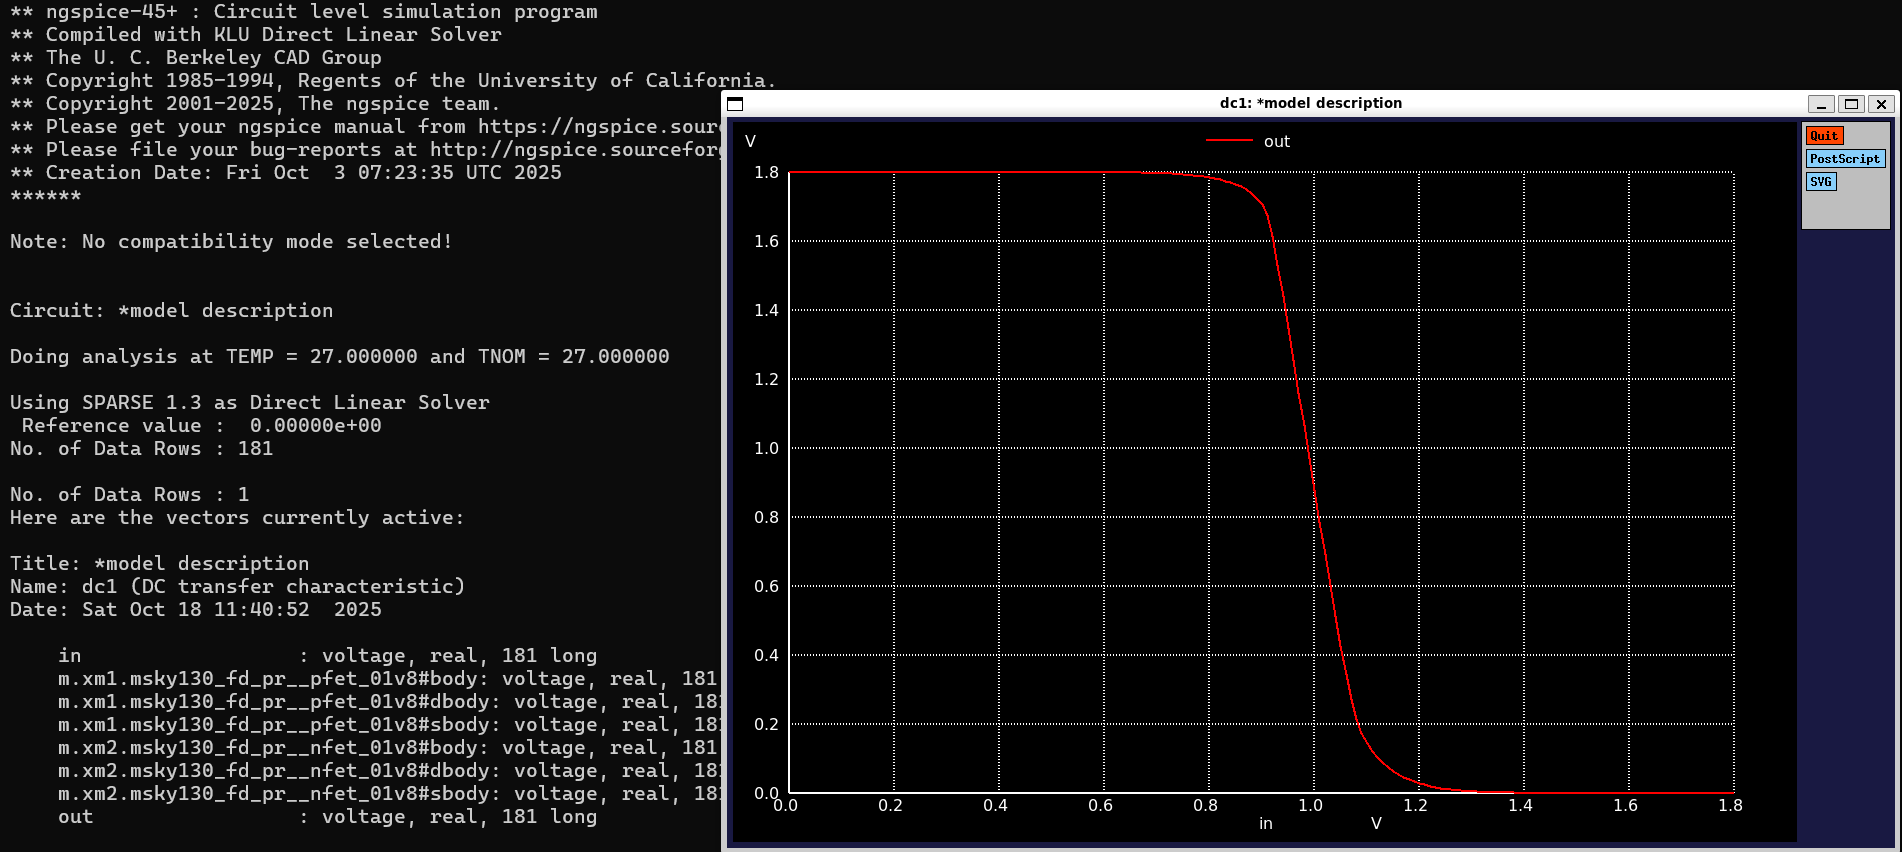 ** ngspice-45+ : Circuit level simulation program
** Compiled with KLU Direct Linear Solver
** The U. C. Berkeley CAD Group
** Copyright 1985-1994, Regents of the University of California.
** Copyright 2001-2025, The ngspice team.
** Please get your ngspice manual from https://ngspice.sour
** Please file your bug-reports at http://ngspice.sourcefor
** Creation Date: Fri Oct  3 07:23:35 UTC 2025
******
Note: No compatibility mode selected!
Circuit: *model description
Doing analysis at TEMP = 27.000000 and TNOM = 27.000000
Using SPARSE 1.3 as Direct Linear Solver
Reference value :  0.00000e+00
No. of Data Rows : 181
No. of Data Rows : 1
Here are the vectors currently active:
Title: *model description
Name: dc1 (DC transfer characteristic)
Date: Sat Oct 18 11:40:52  2025
in                  : voltage, real, 181 long
m.xm1.msky130_fd_pr__pfet_01v8#body: voltage, real, 181
m.xm1.msky130_fd_pr__pfet_01v8#dbody: voltage, real, 181
m.xm1.msky130_fd_pr__pfet_01v8#sbody: voltage, real, 181
m.xm2.msky130_fd_pr__nfet_01v8#body: voltage, real, 181
m.xm2.msky130_fd_pr__nfet_01v8#dbody: voltage, real, 181
m.xm2.msky130_fd_pr__nfet_01v8#sbody: voltage, real, 181
out                 : voltage, real, 181 long
dc1: *model description
Quit
PostScript
SVG
V
out
1.8
1.6
1.4
1.2
1.0
0.8
0.6
0.4
0.2
0.0
0.0 0.2 0.4 0.6 0.8 1.0 1.2 1.4 1.6 1.8
in V